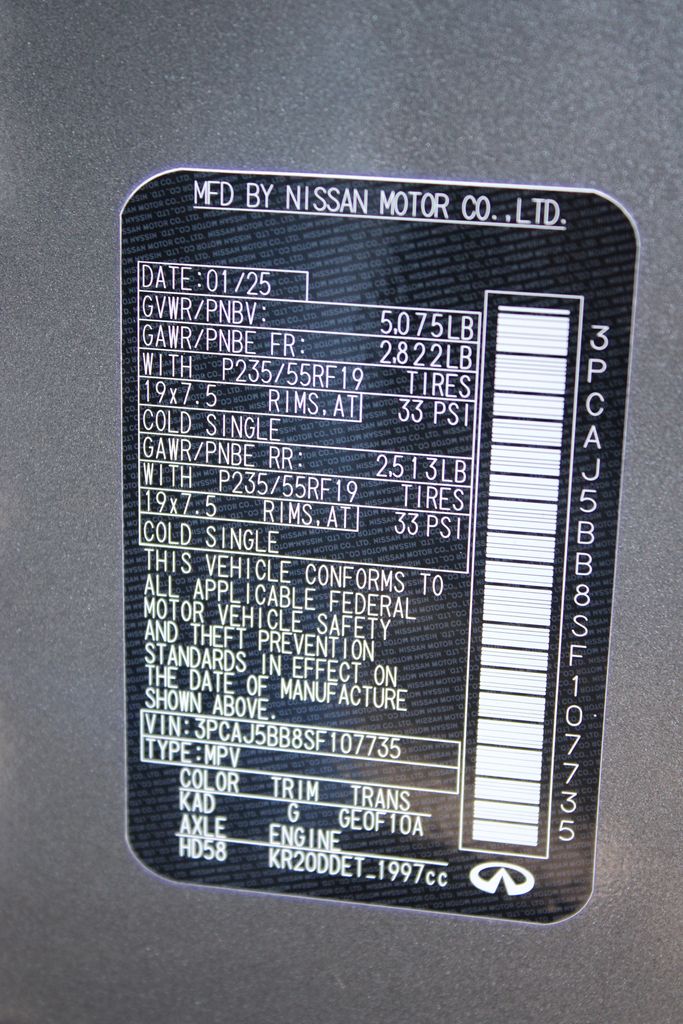 MFD BY NISSAN MOTOR CO.,LTD.
DATE:01/25
GVWR/PNBV: 5,075LB
GAWR/PNBE FR: 2,822LB
WITH P235/55RF19 TIRES
19x7.5 RIMS,AT 33 PSI
COLD SINGLE
GAWR/PNBE RR: 2513LB
WITH P235/55RF19 TIRES
19x7.5 RIMS,AT 33 PSI
COLD SINGLE
THIS VEHICLE CONFORMS TO
ALL APPLICABLE FEDERAL
MOTOR VEHICLE SAFETY
AND THEFT PREVENTION
STANDARDS IN EFFECT ON
THE DATE OF MANUFACTURE
SHOWN ABOVE.
VIN:3PCAJ5BB8SF107735
TYPE:MPV
COLOR TRIM TRANS
KAD G GE0F10A
AXLE ENGINE
HD58 KR20DDET_1997cc
3PCAJ5BB8SF107735